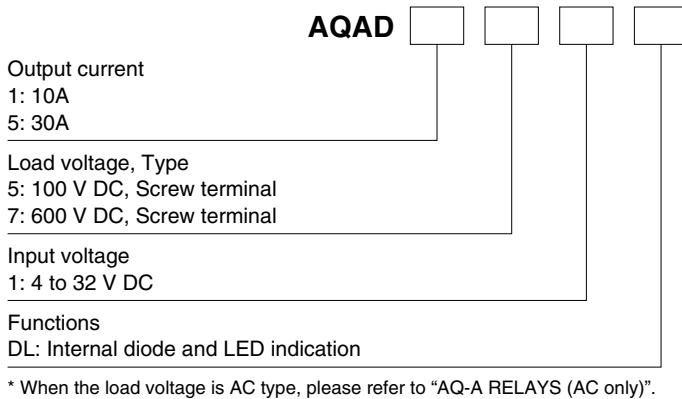 AQAD
Output current
1: 10A
5: 30A
Load voltage, Type
5: 100 V DC, Screw terminal
7: 600 V DC, Screw terminal
Input voltage
1: 4 to 32 V DC
Functions
DL: Internal diode and LED indication
* When the load voltage is AC type, please refer to “AQ-A RELAYS (AC only)”.